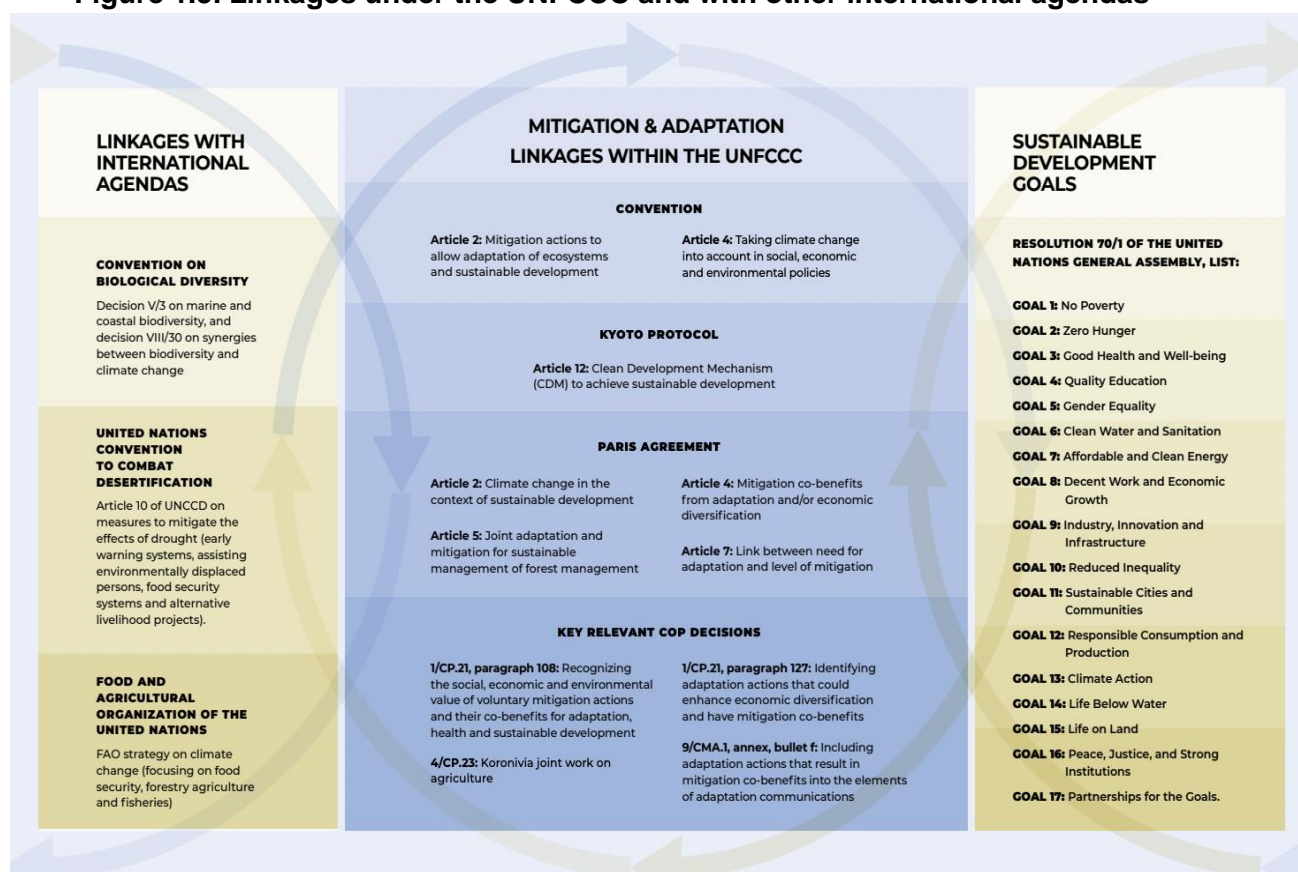 Figure 1.3. Linkages under the UNFCCC and with other international agendas
LINKAGES WITH
INTERNATIONAL
AGENDAS
CONVENTION ON
BIOLOGICAL DIVERSITY
Decision V/3 on marine and
coastal biodiversity, and
decision VIII/30 on synergies
between biodiversity and
climate change
UNITED NATIONS
CONVENTION
TO COMBAT
DESERTIFICATION
Article 10 of UNCCD on
measures to mitigate the
effects of drought (early
warning systems, assisting
environmentally displaced
persons, food security
systems and alternative
livelihood projects).
FOOD AND
AGRICULTURAL
ORGANIZATION OF THE
UNITED NATIONS
FAO strategy on climate
change (focusing on food
security, forestry agriculture
and fisheries)
MITIGATION & ADAPTATION
LINKAGES WITHIN THE UNFCCC
CONVENTION
Article 2: Mitigation actions to
allow adaptation of ecosystems
and sustainable development
Article 4: Taking climate change
into account in social, economic
and environmental policies
KYOTO PROTOCOL
Article 12: Clean Development Mechanism
(CDM) to achieve sustainable development
PARIS AGREEMENT
Article 2: Climate change in the
context of sustainable development
Article 5: Joint adaptation and
mitigation for sustainable
management of forest management
Article 4: Mitigation co-benefits
from adaptation and/or economic
diversification
Article 7: Link between need for
adaptation and level of mitigation
KEY RELEVANT COP DECISIONS
1/CP.21, paragraph 108: Recognizing
the social, economic and environmental
value of voluntary mitigation actions
and their co-benefits for adaptation,
health and sustainable development
4/CP.23: Koronivia joint work on
agriculture
1/CP.21, paragraph 127: Identifying
adaptation actions that could
enhance economic diversification
and have mitigation co-benefits
9/CMA.1, annex, bullet f: Including
adaptation actions that result in
mitigation co-benefits into the elements
of adaptation communications
SUSTAINABLE
DEVELOPMENT
GOALS
RESOLUTION 70/1 OF THE UNITED
NATIONS GENERAL ASSEMBLY, LIST:
GOAL 1: No Poverty
GOAL 2: Zero Hunger
GOAL 3: Good Health and Well-being
GOAL 4: Quality Education
GOAL 5: Gender Equality
GOAL 6: Clean Water and Sanitation
GOAL 7: Affordable and Clean Energy
GOAL 8: Decent Work and Economic
Growth
GOAL 9: Industry, Innovation and
Infrastructure
GOAL 10: Reduced Inequality
GOAL 11: Sustainable Cities and
Communities
GOAL 12: Responsible Consumption and
Production
GOAL 13: Climate Action
GOAL 14: Life Below Water
GOAL 15: Life on Land
GOAL 16: Peace, Justice, and Strong
Institutions
GOAL 17: Partnerships for the Goals.